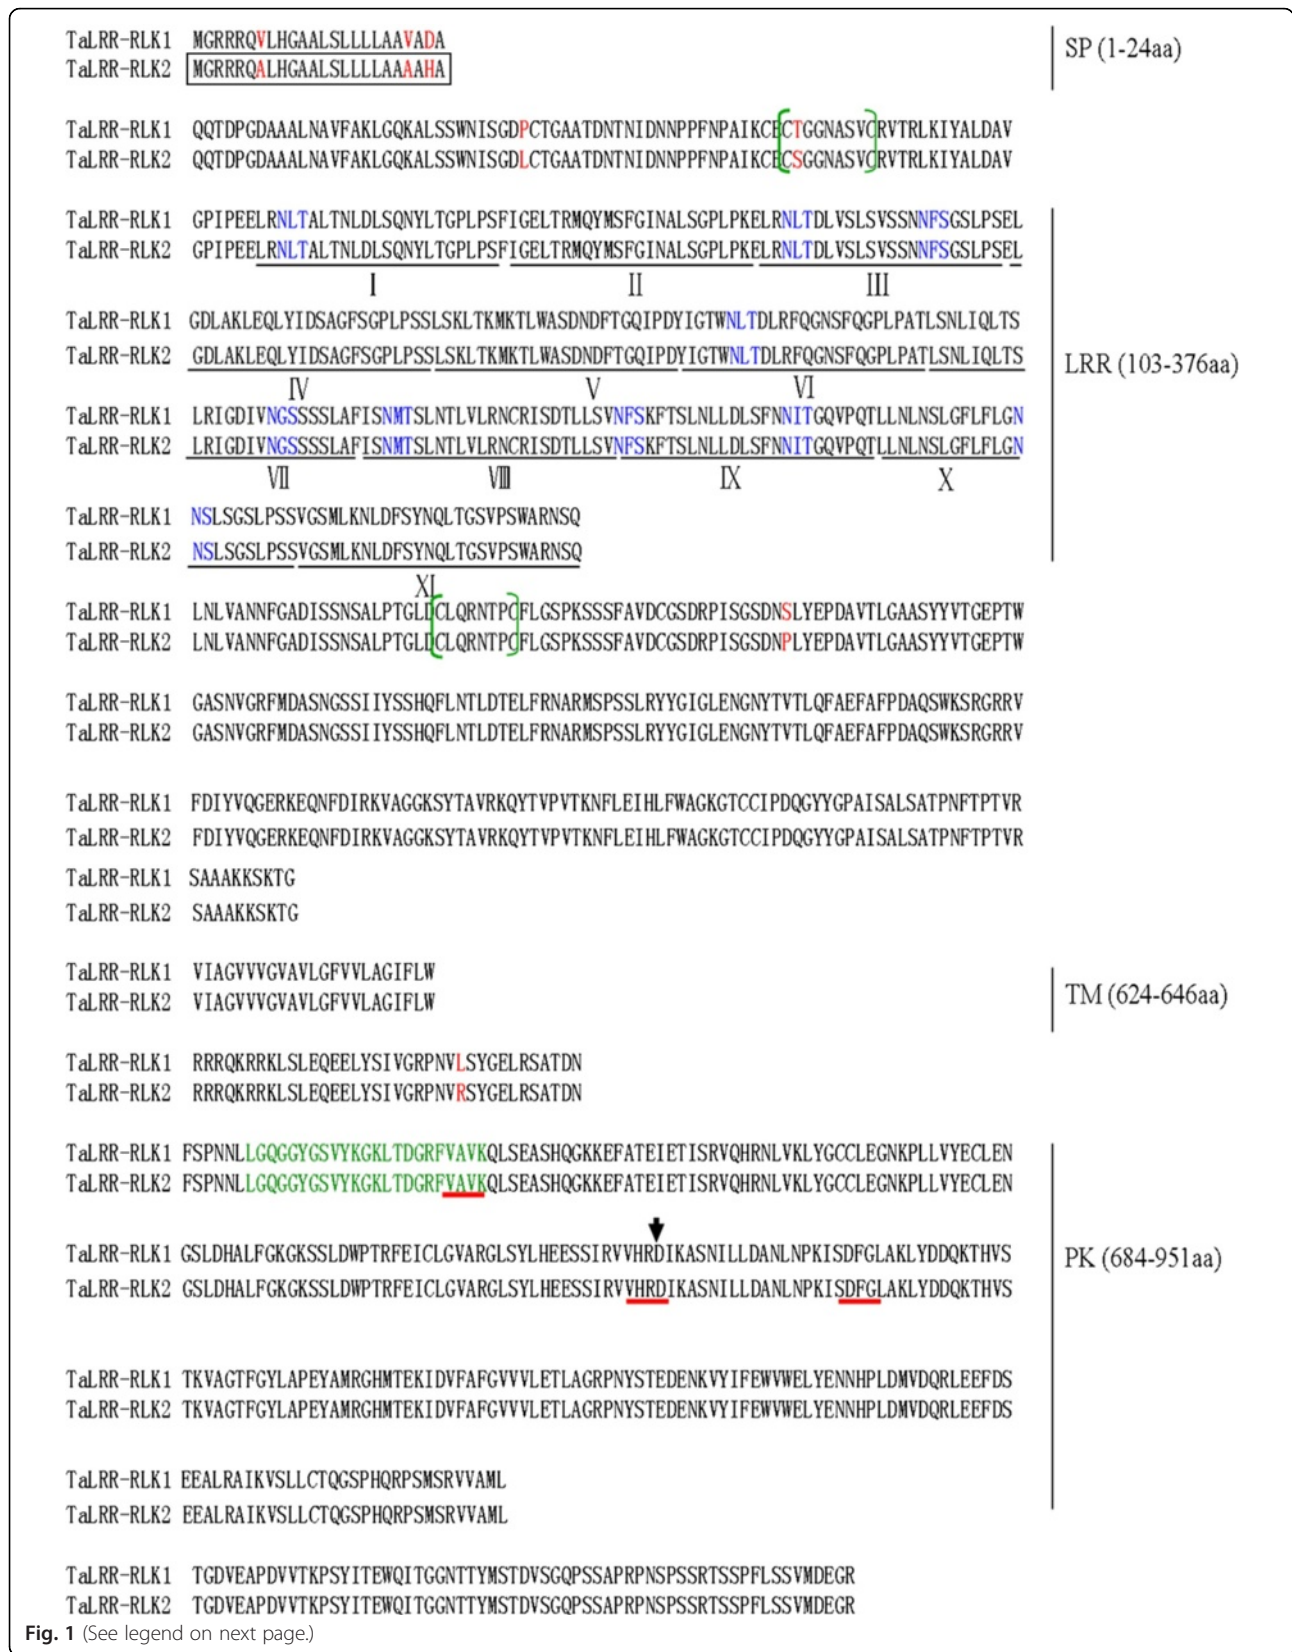 TaLRR-RLK1 MGRRRQVLHGAALSLLLLAAVADA
SP (1-24aa)
TaLRR-RLK2 MGRRRQALHGAALSLLLLAAAAHA
TaLRR-RLK1 QQTDPGDAAALNAVFAKLGQKALSSWNISGDPCTGAATDNTNIDNNPPFNPAIKCECTGGNASVCRVTRLKIYALDAV
TaLRR-RLK2 QQTDPGDAAALNAVFAKLGQKALSSWNISGDLCTGAATDNTNIDNNPPFNPAIKCECSGGNASVCRVTRLKIYALDAV
TaLRR-RLK1 GPIPEELRNLTALTNLDLSQNYLTGPLPSFIGELTRMQYMSFGINALSGPLPKELRNLTDLVSLSVSSNNFSGSLPSEL
TaLRR-RLK2 GPIPEELRNLTALTNLDLSQNYLTGPLPSFIGELTRMQYMSFGINALSGPLPKELRNLTDLVSLSVSSNNFSGSLPSEL
I II III
TaLRR-RLK1 GDLAKLEQLYIDSAGFSGPLPSSLSKLTKMKTLWASDNDFTGQIPDYIGTWNLTDLRFQGNSFQGPLPATLSNLIQLTS
TaLRR-RLK2 GDLAKLEQLYIDSAGFSGPLPSSLSKLTKMKTLWASDNDFTGQIPDYIGTWNLTDLRFQGNSFQGPLPATLSNLIQLTS
LRR (103-376aa)
IV V VI
TaLRR-RLK1 LRIGDIVNGSSSSLAFISNMTSLNTLVLRNCRISDTLLSVNFSKFTSLNLLDLSFNNITGQVPQTLLNLNSLGFLFLGN
TaLRR-RLK2 LRIGDIVNGSSSSLAFISNMTSLNTLVLRNCRISDTLLSVNFSKFTSLNLLDLSFNNITGQVPQTLLNLNSLGFLFLGN
VII VIII IX X
TaLRR-RLK1 NSLSGSLPSSVGSMLKNLDFSYNQLTGSVPSWARNSQ
TaLRR-RLK2 NSLSGSLPSSVGSMLKNLDFSYNQLTGSVPSWARNSQ
XI
TaLRR-RLK1 LNLVANNFGADISSNSALPTGLDCLQRNTPCFLGSPKSSSFAVDCGSDRPISGSDNSLYEPDAVTLGAASYYVTGEPTW
TaLRR-RLK2 LNLVANNFGADISSNSALPTGLDCLQRNTPCFLGSPKSSSFAVDCGSDRPISGSDNPLYEPDAVTLGAASYYVTGEPTW
TaLRR-RLK1 GASNVGRFMDASNGSSIIYSSHQFLNTLDTELFRNARMSPSSLRYYGIGLENGNYTVTLQFAEFAFPDAQSWKSRGRRV
TaLRR-RLK2 GASNVGRFMDASNGSSIIYSSHQFLNTLDTELFRNARMSPSSLRYYGIGLENGNYTVTLQFAEFAFPDAQSWKSRGRRV
TaLRR-RLK1 FDIYVQGERKEQNFDIRKVAGGKSYTAVRKQYTVPVTKNFLEIHLFWAGKGTCCIPDQGYYGPAISALSATPNFTPTVR
TaLRR-RLK2 FDIYVQGERKEQNFDIRKVAGGKSYTAVRKQYTVPVTKNFLEIHLFWAGKGTCCIPDQGYYGPAISALSATPNFTPTVR
TaLRR-RLK1 SAAAKKSKTG
TaLRR-RLK2 SAAAKKSKTG
TaLRR-RLK1 VIAGVVVGVAVLGFVVLAGIFLW
TM (624-646aa)
TaLRR-RLK2 VIAGVVVGVAVLGFVVLAGIFLW
TaLRR-RLK1 RRRQKRRKLSLEQEELYSIVGRPNVLSYGELRSATDN
TaLRR-RLK2 RRRQKRRKLSLEQEELYSIVGRPNVRSYGELRSATDN
TaLRR-RLK1 FSPNNLLGQGGYGSVYKGKLTDGRFVAVKQLSEASHQGKKEFATEIETISRVQHRNLVKLYGCCLEGNKPLLVYECLEN
TaLRR-RLK2 FSPNNLLGQGGYGSVYKGKLTDGRFVAVKQLSEASHQGKKEFATEIETISRVQHRNLVKLYGCCLEGNKPLLVYECLEN
TaLRR-RLK1 GSLDHALFGKGKSSLDWPTRFEICLGVARGLSYLHEESSIRVVHRDIKASNILLDANLNPKISDFGLAKLYDDQKTHVS
PK (684-951aa)
TaLRR-RLK2 GSLDHALFGKGKSSLDWPTRFEICLGVARGLSYLHEESSIRVVHRDIKASNILLDANLNPKISDFGLAKLYDDQKTHVS
TaLRR-RLK1 TKVAGTFGYLAPEYAMRGHMTEKIDVFAFGVVVLETLAGRPNYSTEDENKVYIFEWVWELYENNHPLDMVDQRLEEFDS
TaLRR-RLK2 TKVAGTFGYLAPEYAMRGHMTEKIDVFAFGVVVLETLAGRPNYSTEDENKVYIFEWVWELYENNHPLDMVDQRLEEFDS
TaLRR-RLK1 EEALRAIKVSLLCTQGSPHQRPSMSRVVAML
TaLRR-RLK2 EEALRAIKVSLLCTQGSPHQRPSMSRVVAML
TaLRR-RLK1 TGDVEAPDVVTKPSYITEWQITGGNTTYMSTDVSGQPSSAPRPNSPSSRTSSPFLSSVMDEGR
TaLRR-RLK2 TGDVEAPDVVTKPSYITEWQITGGNTTYMSTDVSGQPSSAPRPNSPSSRTSSPFLSSVMDEGR
Fig. 1 (See legend on next page.)